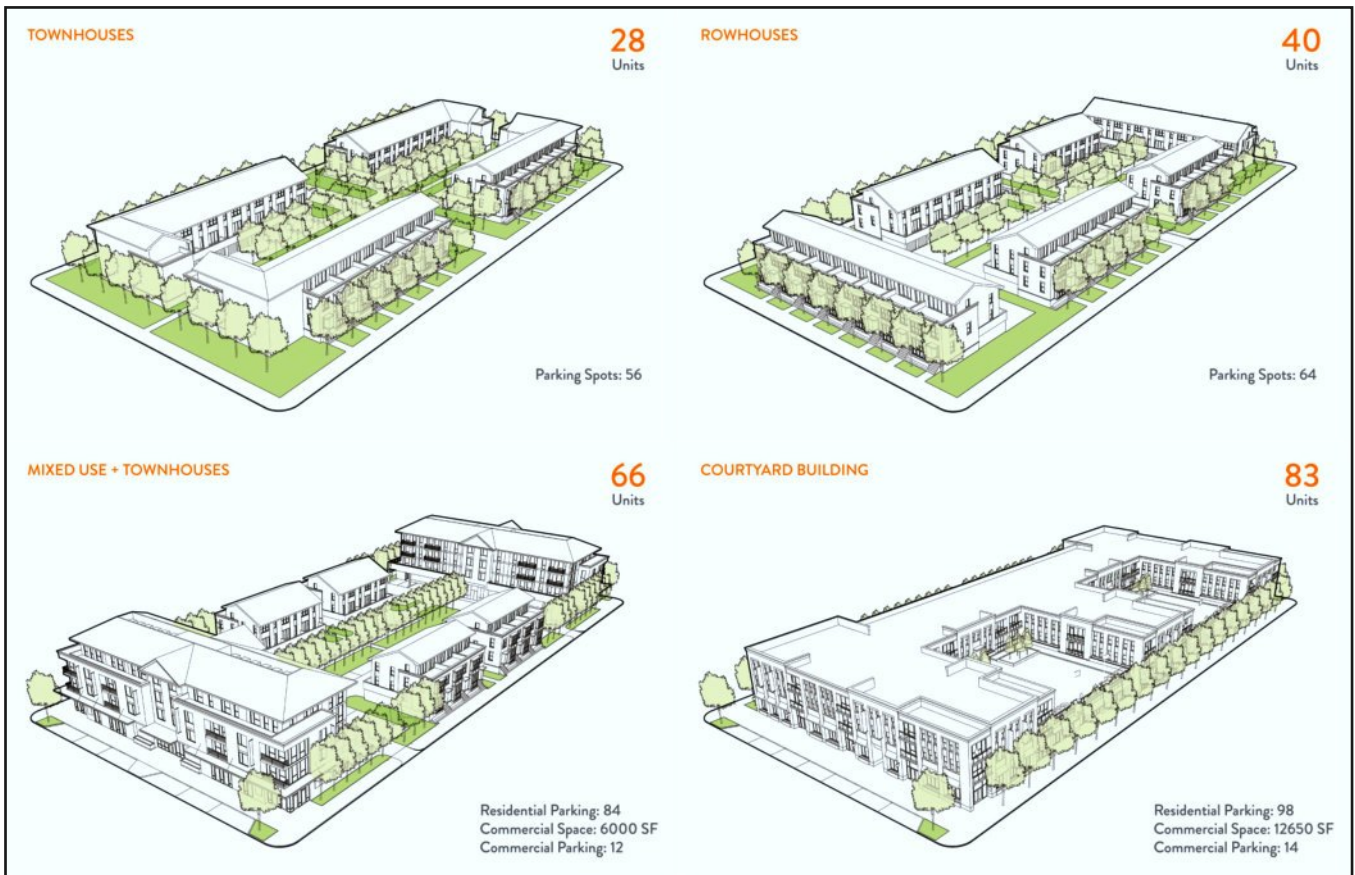 TOWNHOUSES
28
Units
Parking Spots: 56
ROWHOUSES
40
Units
Parking Spots: 64
MIXED USE + TOWNHOUSES
66
Units
Residential Parking: 84
Commercial Space: 6000 SF
Commercial Parking: 12
COURTYARD BUILDING
83
Units
Residential Parking: 98
Commercial Space: 12650 SF
Commercial Parking: 14